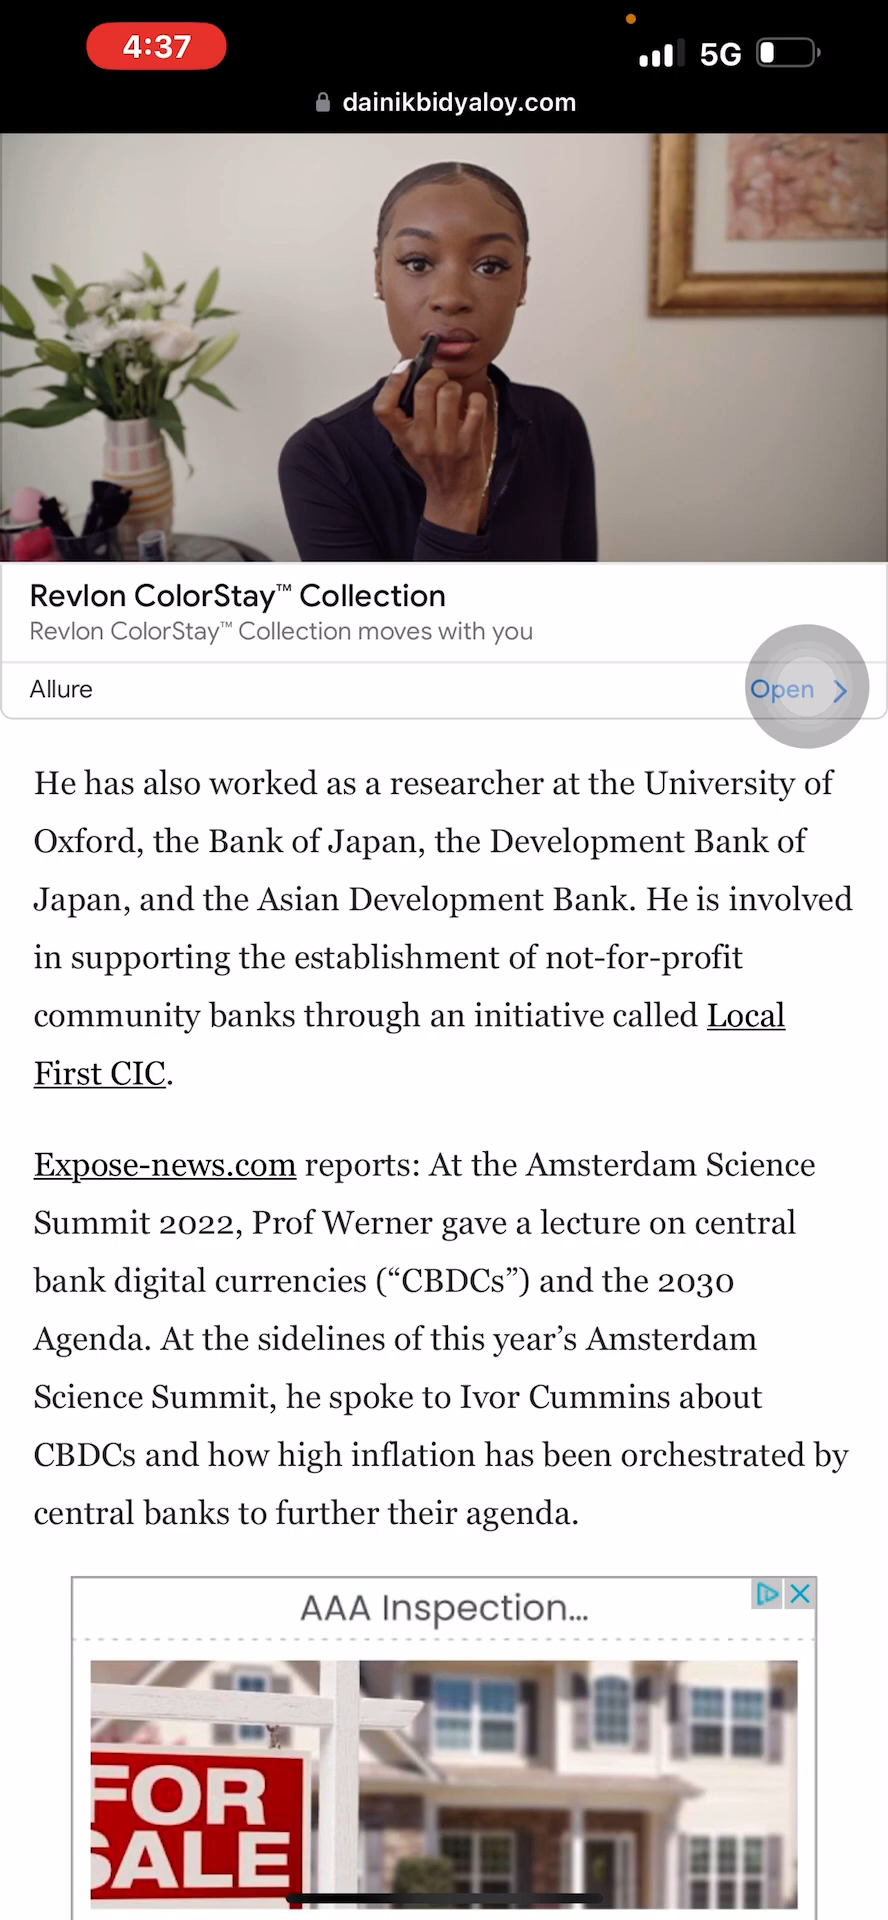 4:37
5G
dainikbidyaloy.com
Revlon ColorStay™ Collection
Revlon ColorStay™ Collection moves with you
Allure
Open
He has also worked as a researcher at the University of
Oxford, the Bank of Japan, the Development Bank of
Japan, and the Asian Development Bank. He is involved
in supporting the establishment of not-for-profit
community banks through an initiative called Local
First CIC.
Expose-news.com reports: At the Amsterdam Science
Summit 2022, Prof Werner gave a lecture on central
bank digital currencies (“CBDCs”) and the 2030
Agenda. At the sidelines of this year’s Amsterdam
Science Summit, he spoke to Ivor Cummins about
CBDCs and how high inflation has been orchestrated by
central banks to further their agenda.
AAA Inspection...
FOR
SALE